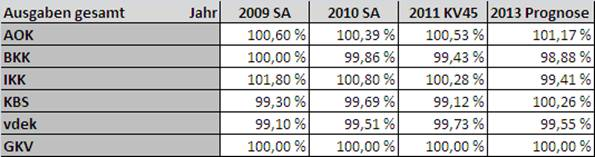 Ausgaben gesamt Jahr 2009 SA 2010 SA 2011 KV45 2013 Prognose
AOK 100,60 % 100,39 % 100,53 % 101,17 %
BKK 100,00 % 99,86 % 99,43 % 98,88 %
IKK 101,80 % 100,80 % 100,28 % 99,41 %
KBS 99,30 % 99,69 % 99,12 % 100,26 %
vdek 99,10 % 99,51 % 99,73 % 99,55 %
GKV 100,00 % 100,00 % 100,00 % 100,00 %